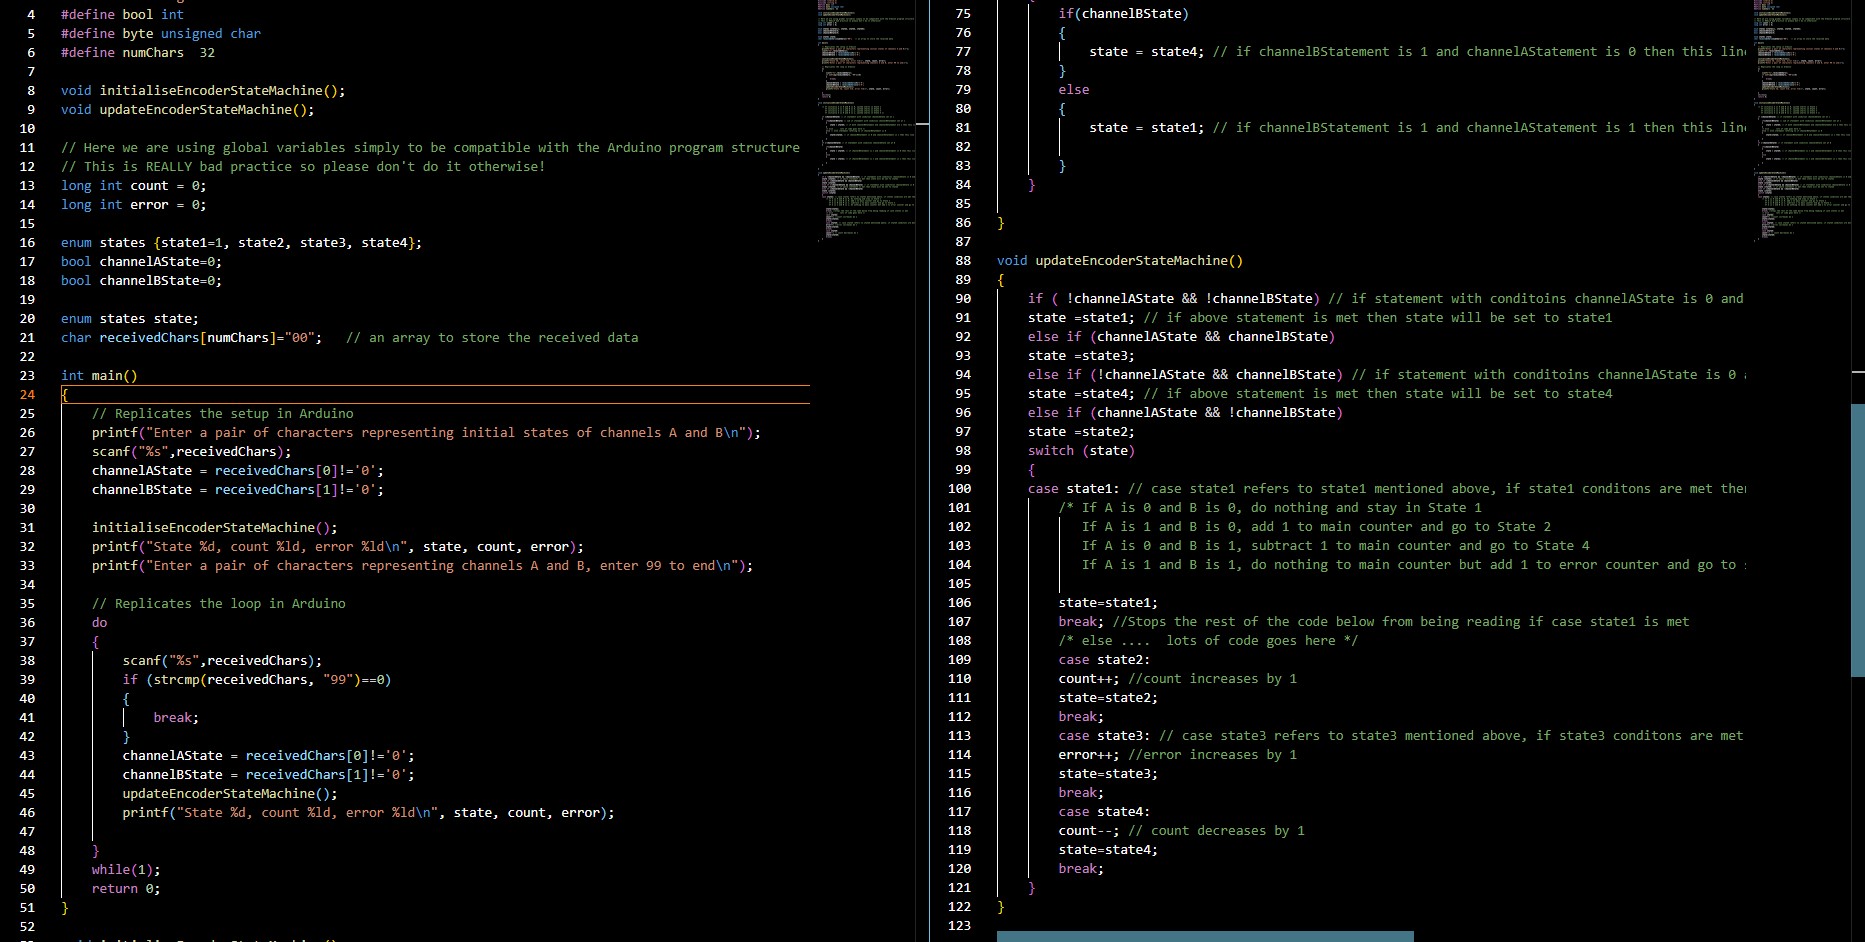 4 #define bool int
5 #define byte unsigned char
6 #define numChars  32
7
8 void initialiseEncoderStateMachine();
9 void updateEncoderStateMachine();
10
11 // Here we are using global variables simply to be compatible with the Arduino program structure
12 // This is REALLY bad practice so please don't do it otherwise!
13 long int count = 0;
14 long int error = 0;
15
16 enum states {state1=1, state2, state3, state4};
17 bool channelAState=0;
18 bool channelBState=0;
19
20 enum states state;
21 char receivedChars[numChars]="00";   // an array to store the received data
22
23 int main()
24 {
25     // Replicates the setup in Arduino
26     printf("Enter a pair of characters representing initial states of channels A and B\n");
27     scanf("%s",receivedChars);
28     channelAState = receivedChars[0]!='0';
29     channelBState = receivedChars[1]!='0';
30
31     initialiseEncoderStateMachine();
32     printf("State %d, count %ld, error %ld\n", state, count, error);
33     printf("Enter a pair of characters representing channels A and B, enter 99 to end\n");
34
35     // Replicates the loop in Arduino
36     do
37     {
38         scanf("%s",receivedChars);
39         if (strcmp(receivedChars, "99")==0)
40         {
41             break;
42         }
43         channelAState = receivedChars[0]!='0';
44         channelBState = receivedChars[1]!='0';
45         updateEncoderStateMachine();
46         printf("State %d, count %ld, error %ld\n", state, count, error);
47
48     }
49     while(1);
50     return 0;
51 }
52
75         if(channelBState)
76         {
77             state = state4; // if channelBStatement is 1 and channelAStatement is 0 then this line
78         }
79         else
80         {
81             state = state1; // if channelBStatement is 1 and channelAStatement is 1 then this line
82
83         }
84     }
85
86 }
87
88 void updateEncoderStateMachine()
89 {
90     if ( !channelAState && !channelBState) // if statement with conditoins channelAState is 0 and
91     state =state1; // if above statement is met then state will be set to state1
92     else if (channelAState && channelBState)
93     state =state3;
94     else if (!channelAState && channelBState) // if statement with conditoins channelAState is 0
95     state =state4; // if above statement is met then state will be set to state4
96     else if (channelAState && !channelBState)
97     state =state2;
98     switch (state)
99     {
100     case state1: // case state1 refers to state1 mentioned above, if state1 conditons are met then
101         /* If A is 0 and B is 0, do nothing and stay in State 1
102            If A is 1 and B is 0, add 1 to main counter and go to State 2
103            If A is 0 and B is 1, subtract 1 to main counter and go to State 4
104            If A is 1 and B is 1, do nothing to main counter but add 1 to error counter and go to
105
106         state=state1;
107         break; //Stops the rest of the code below from being reading if case state1 is met
108         /* else ....  lots of code goes here */
109         case state2:
110         count++; //count increases by 1
111         state=state2;
112         break;
113         case state3: // case state3 refers to state3 mentioned above, if state3 conditons are met
114         error++; //error increases by 1
115         state=state3;
116         break;
117         case state4:
118         count--; // count decreases by 1
119         state=state4;
120         break;
121     }
122 }
123